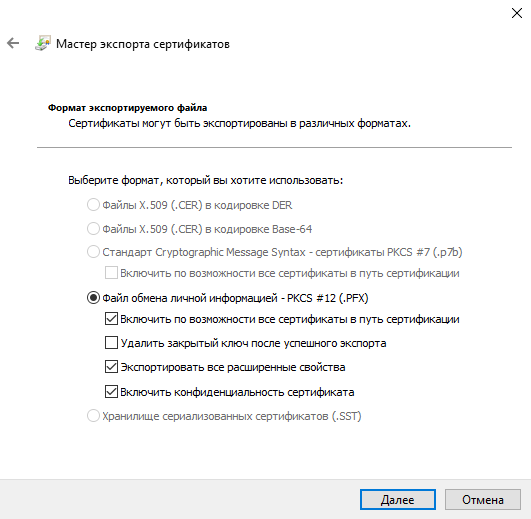 Мастер экспорта сертификатов
Формат экспортируемого файла
Сертификаты могут быть экспортированы в различных форматах.
Выберите формат, который вы хотите использовать:
Файлы X.509 (.CER) в кодировке DER
Файлы X.509 (.CER) в кодировке Base-64
Стандарт Cryptographic Message Syntax - сертификаты PKCS #7 (.p7b)
Включить по возможности все сертификаты в путь сертификации
Файл обмена личной информацией - PKCS #12 (.PFX)
Включить по возможности все сертификаты в путь сертификации
Удалить закрытый ключ после успешного экспорта
Экспортировать все расширенные свойства
Включить конфиденциальность сертификата
Хранилище сериализованных сертификатов (.SST)
Далее
Отмена